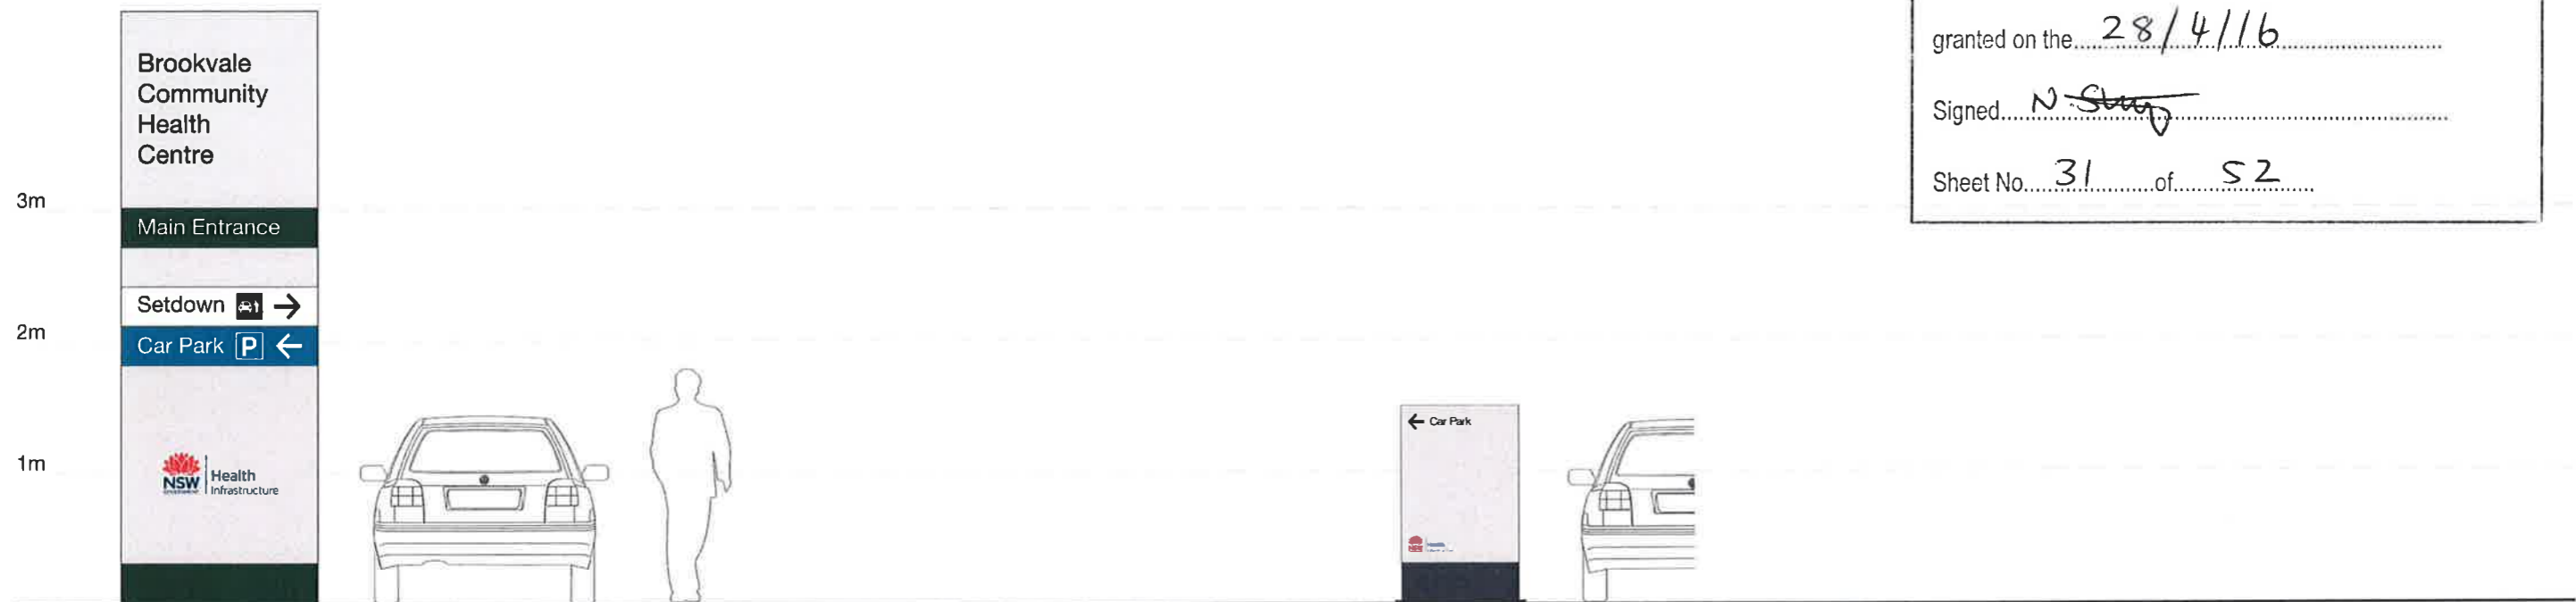 Brookvale
Community
Health
Centre
3m
Main Entrance
Setdown
2m
Car Park P
1m
NSW
Health
Infrastructure
Car Park
NSW
granted on the 28/4/16
Signed
Sheet No. 31 of 52